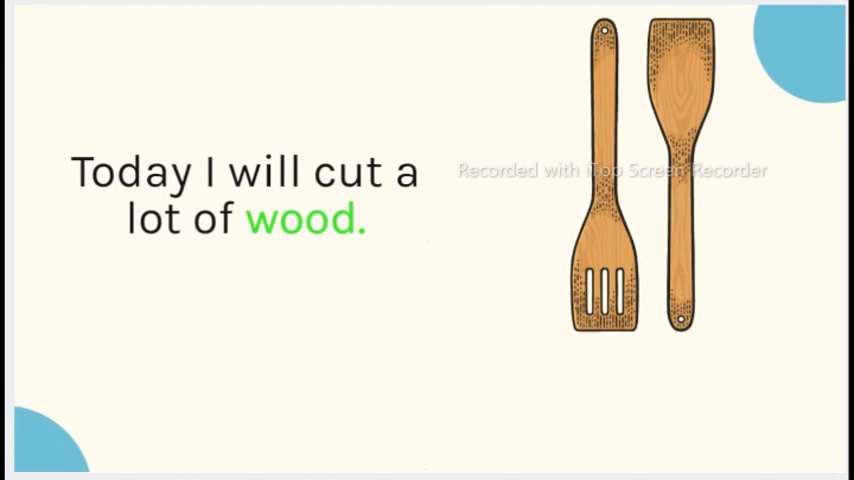 Today I will cut a
lot of wood.
Recorded with iTop Screen Recorder